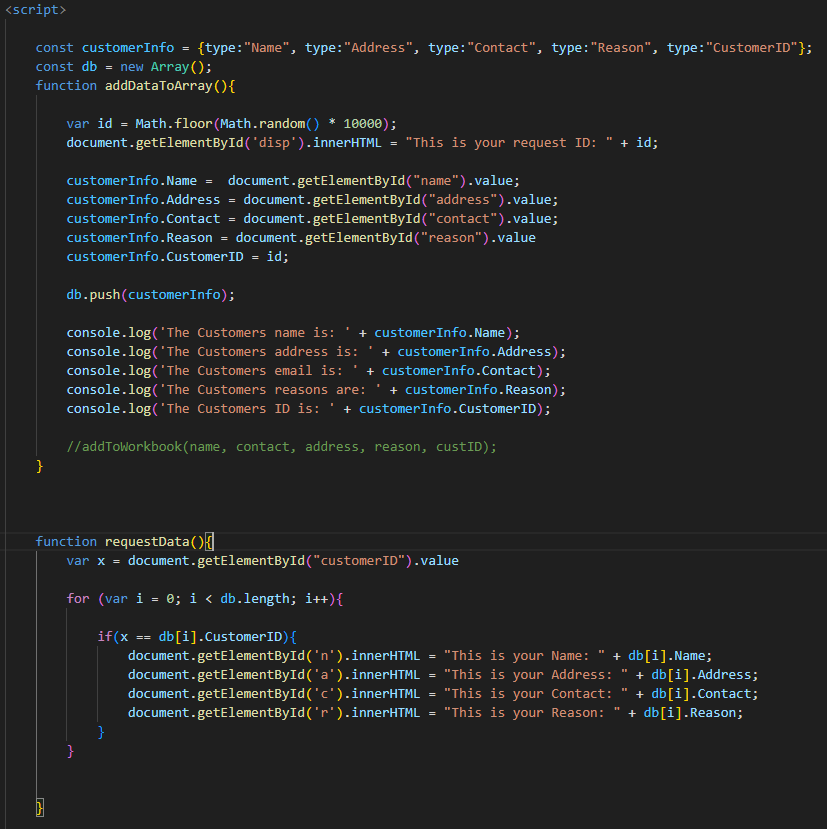 <script>
const customerInfo = {type:"Name", type:"Address", type:"Contact", type:"Reason", type:"CustomerID"};
const db = new Array();
function addDataToArray(){
var id = Math.floor(Math.random() * 10000);
document.getElementById('disp').innerHTML = "This is your request ID: " + id;
customerInfo.Name =  document.getElementById("name").value;
customerInfo.Address = document.getElementById("address").value;
customerInfo.Contact = document.getElementById("contact").value;
customerInfo.Reason = document.getElementById("reason").value
customerInfo.CustomerID = id;
db.push(customerInfo);
console.log('The Customers name is: ' + customerInfo.Name);
console.log('The Customers address is: ' + customerInfo.Address);
console.log('The Customers email is: ' + customerInfo.Contact);
console.log('The Customers reasons are: ' + customerInfo.Reason);
console.log('The Customers ID is: ' + customerInfo.CustomerID);
//addToWorkbook(name, contact, address, reason, custID);
}
function requestData(){
var x = document.getElementById("customerID").value
for (var i = 0; i < db.length; i++){
if(x == db[i].CustomerID){
document.getElementById('n').innerHTML = "This is your Name: " + db[i].Name;
document.getElementById('a').innerHTML = "This is your Address: " + db[i].Address;
document.getElementById('c').innerHTML = "This is your Contact: " + db[i].Contact;
document.getElementById('r').innerHTML = "This is your Reason: " + db[i].Reason;
}
}
}